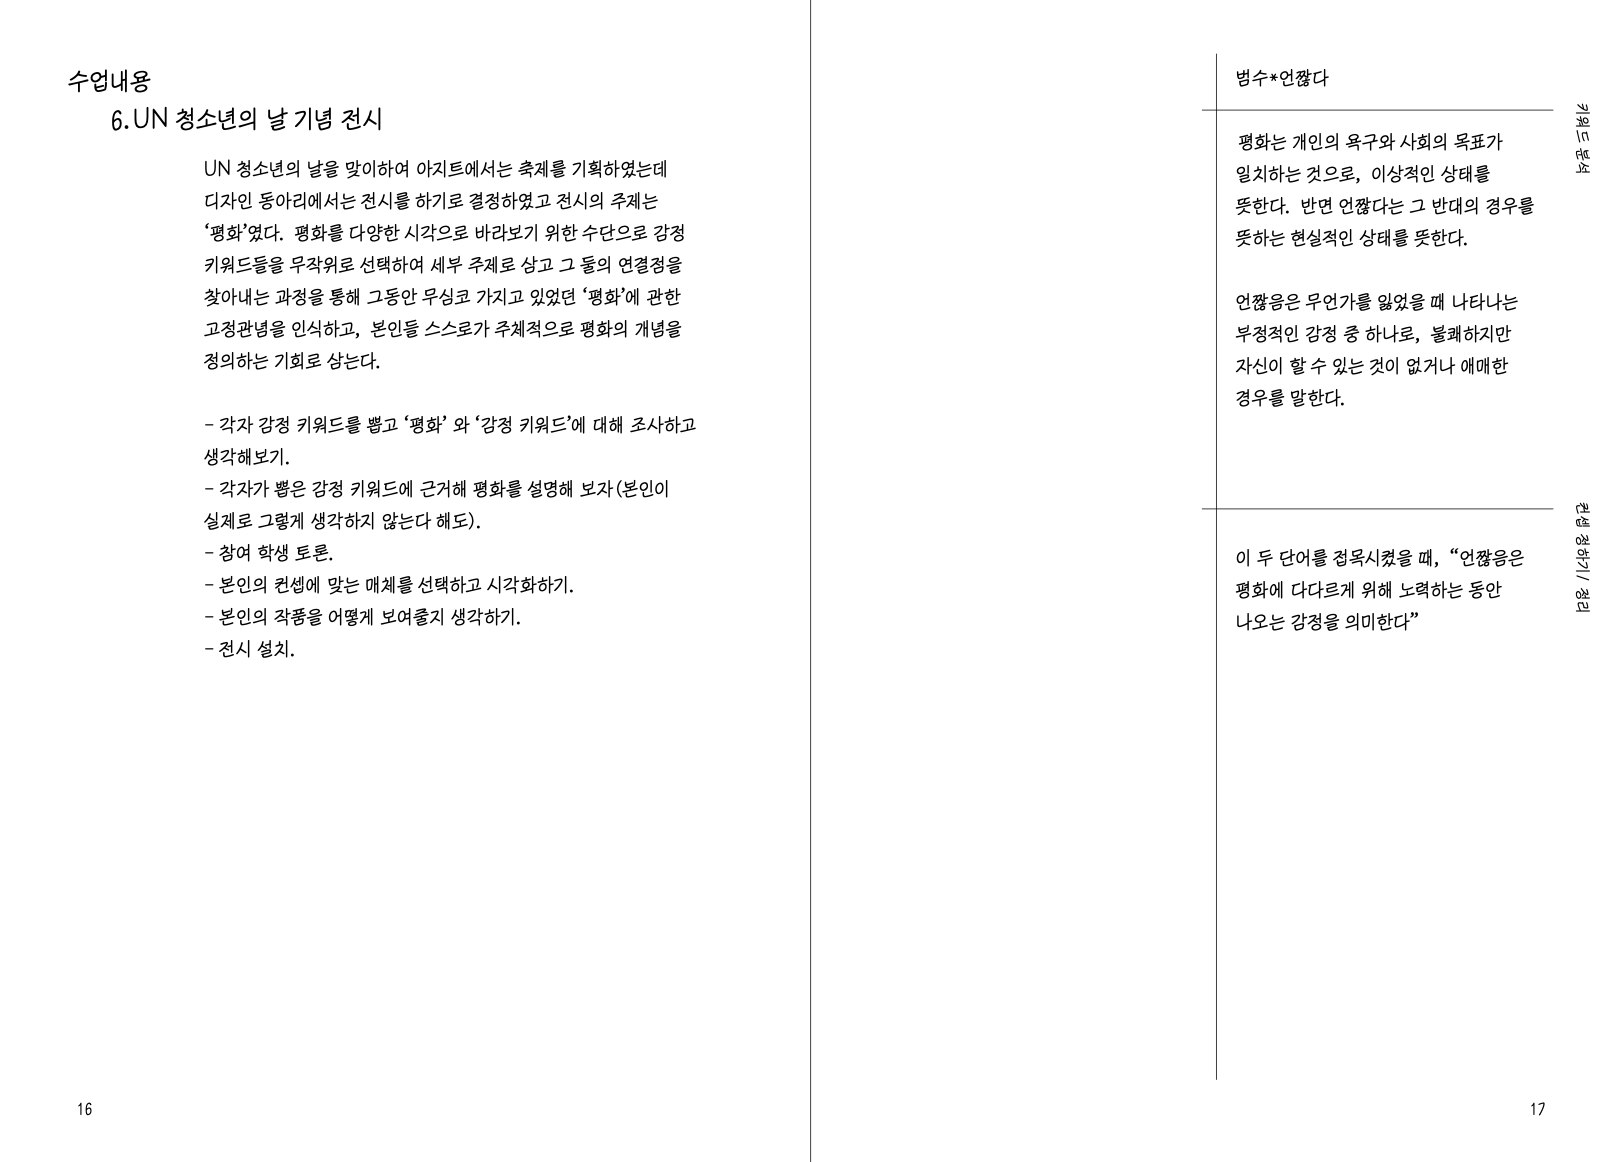 수업내용
6.UN 청소년의 날 기념 전시
UN 청소년의 날을 맞이하여 아지트에서는 축제를 기획하였는데
디자인 동아리에서는 전시를 하기로 결정하였고 전시의 주제는
‘평화’였다. 평화를 다양한 시각으로 바라보기 위한 수단으로 감정
키워드들을 무작위로 선택하여 세부 주제로 삼고 그 둘의 연결점을
찾아내는 과정을 통해 그동안 무심코 가지고 있었던 ‘평화’에 관한
고정관념을 인식하고, 본인들 스스로가 주체적으로 평화의 개념을
정의하는 기회로 삼는다.
- 각자 감정 키워드를 뽑고 ‘평화’ 와 ‘감정 키워드’에 대해 조사하고
생각해보기.
- 각자가 뽑은 감정 키워드에 근거해 평화를 설명해 보자(본인이
실제로 그렇게 생각하지 않는다 해도).
- 참여 학생 토론.
- 본인의 컨셉에 맞는 매체를 선택하고 시각화하기.
- 본인의 작품을 어떻게 보여줄지 생각하기.
- 전시 설치.
16
범수*언짢다
키워드 분석
평화는 개인의 욕구와 사회의 목표가
일치하는 것으로, 이상적인 상태를
뜻한다. 반면 언짢다는 그 반대의 경우를
뜻하는 현실적인 상태를 뜻한다.
언짢음은 무언가를 잃었을 때 나타나는
부정적인 감정 중 하나로, 불쾌하지만
자신이 할 수 있는 것이 없거나 애매한
경우를 말한다.
컨셉 정하기/ 정리
이 두 단어를 접목시켰을 때, “언짢음은
평화에 다다르게 위해 노력하는 동안
나오는 감정을 의미한다”
17